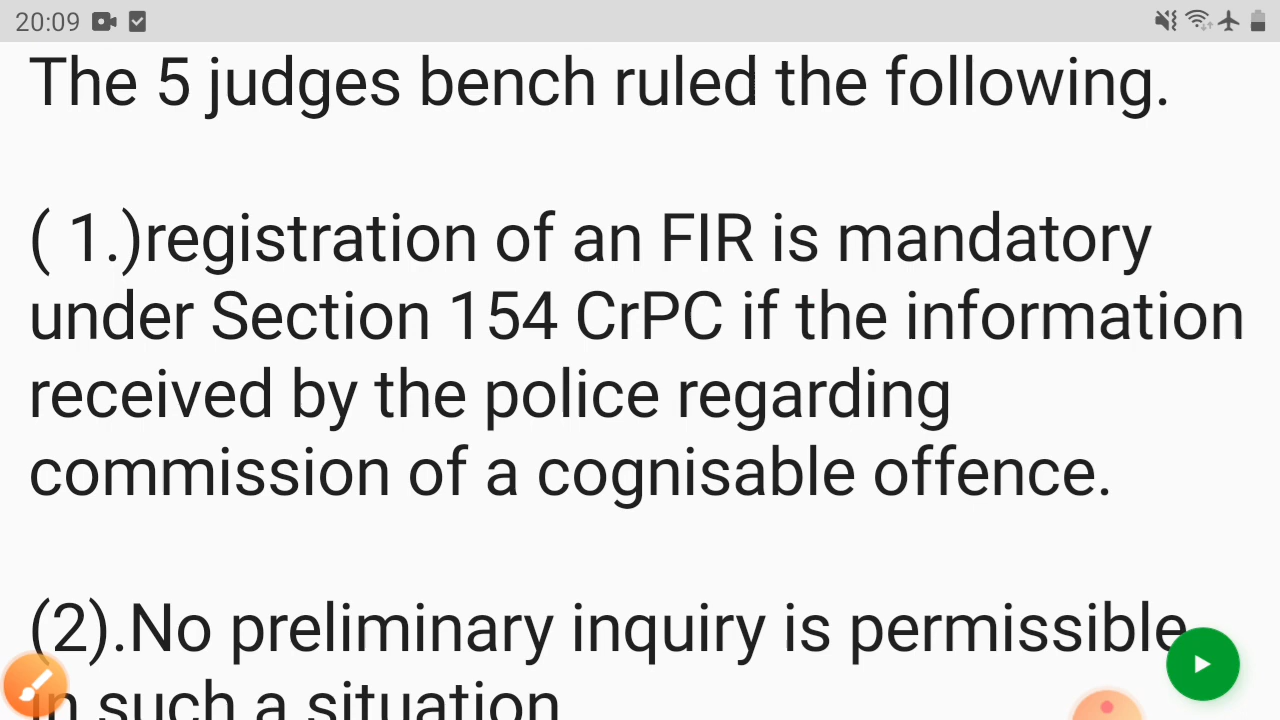 20:09
The 5 judges bench ruled the following.
( 1.)registration of an FIR is mandatory
under Section 154 CrPC if the information
received by the police regarding
commission of a cognisable offence.
(2).No preliminary inquiry is permissible
in such a situation